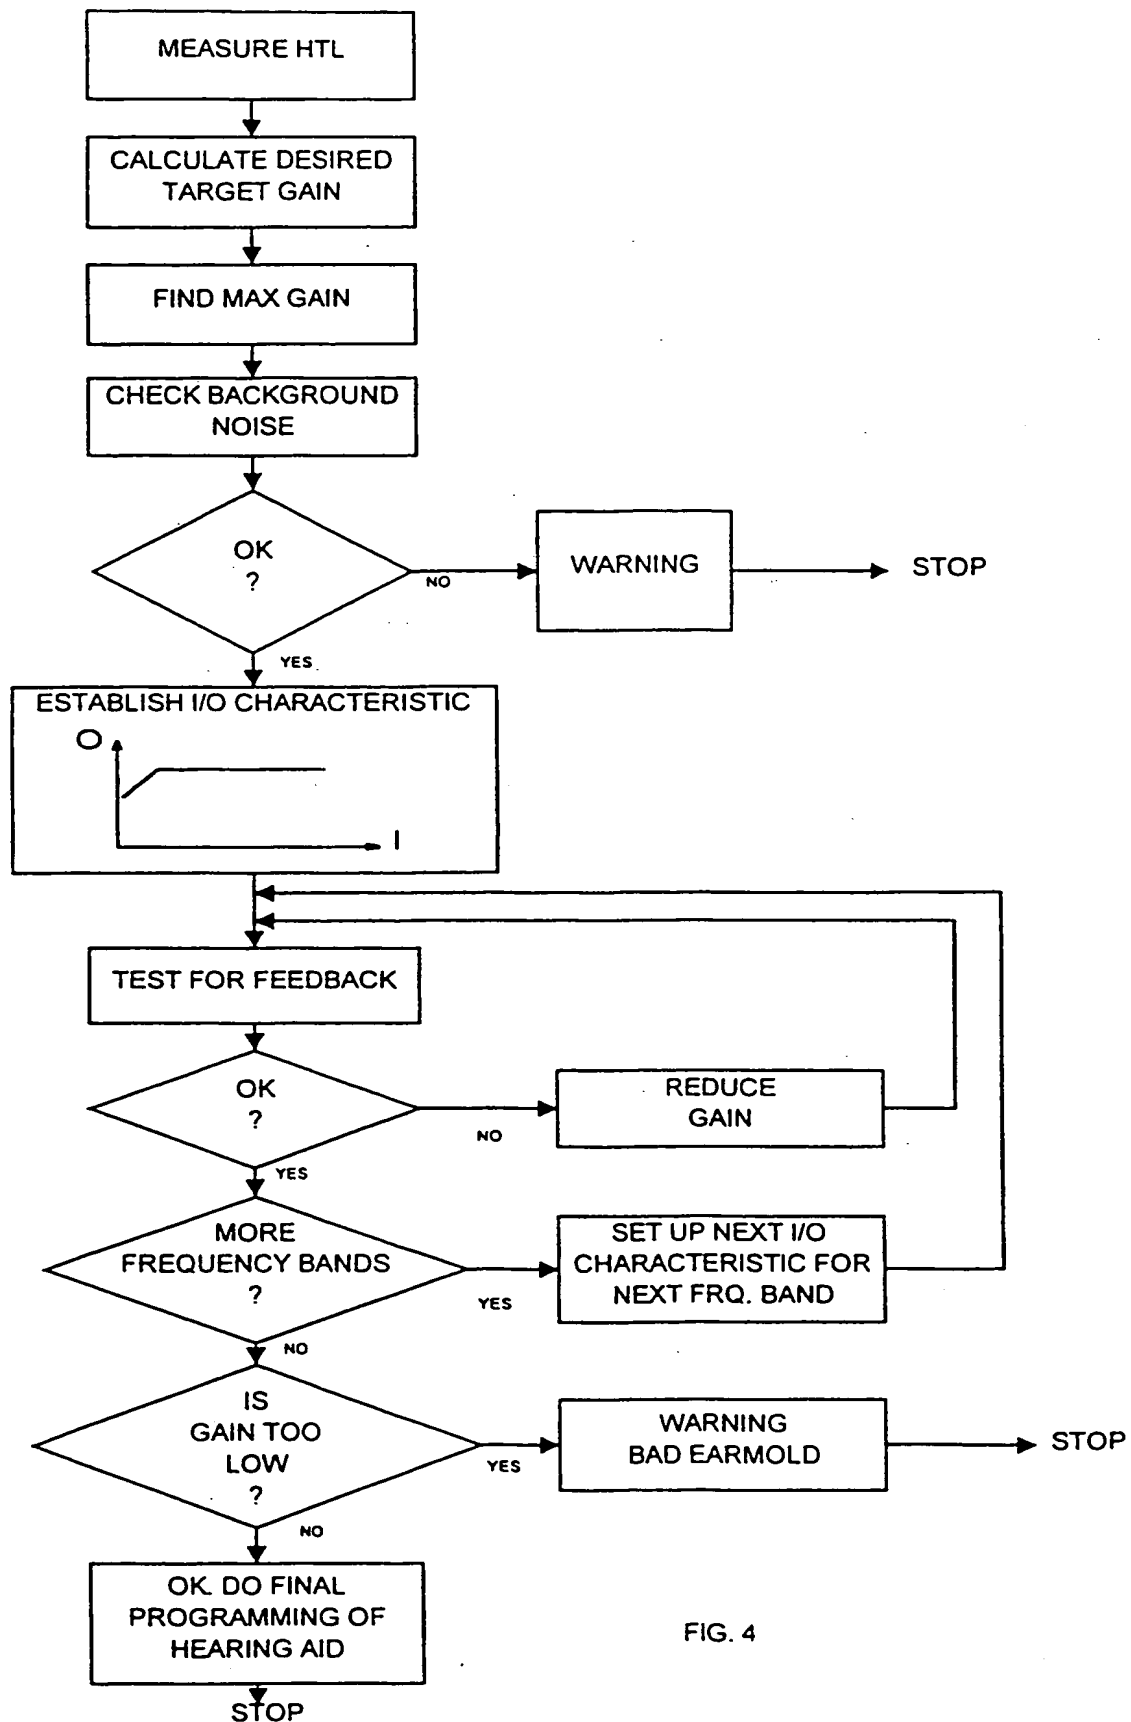 MEASURE HTL
CALCULATE DESIRED
TARGET GAIN
FIND MAX GAIN
CHECK BACKGROUND
NOISE
OK
?
NO
WARNING
STOP
YES
ESTABLISH I/O CHARACTERISTIC
O
I
TEST FOR FEEDBACK
OK
?
NO
REDUCE
GAIN
YES
MORE
FREQUENCY BANDS
?
YES
SET UP NEXT I/O
CHARACTERISTIC FOR
NEXT FRQ. BAND
NO
IS
GAIN TOO
LOW
?
YES
WARNING
BAD EARMOLD
STOP
NO
OK. DO FINAL
PROGRAMMING OF
HEARING AID
STOP
FIG. 4